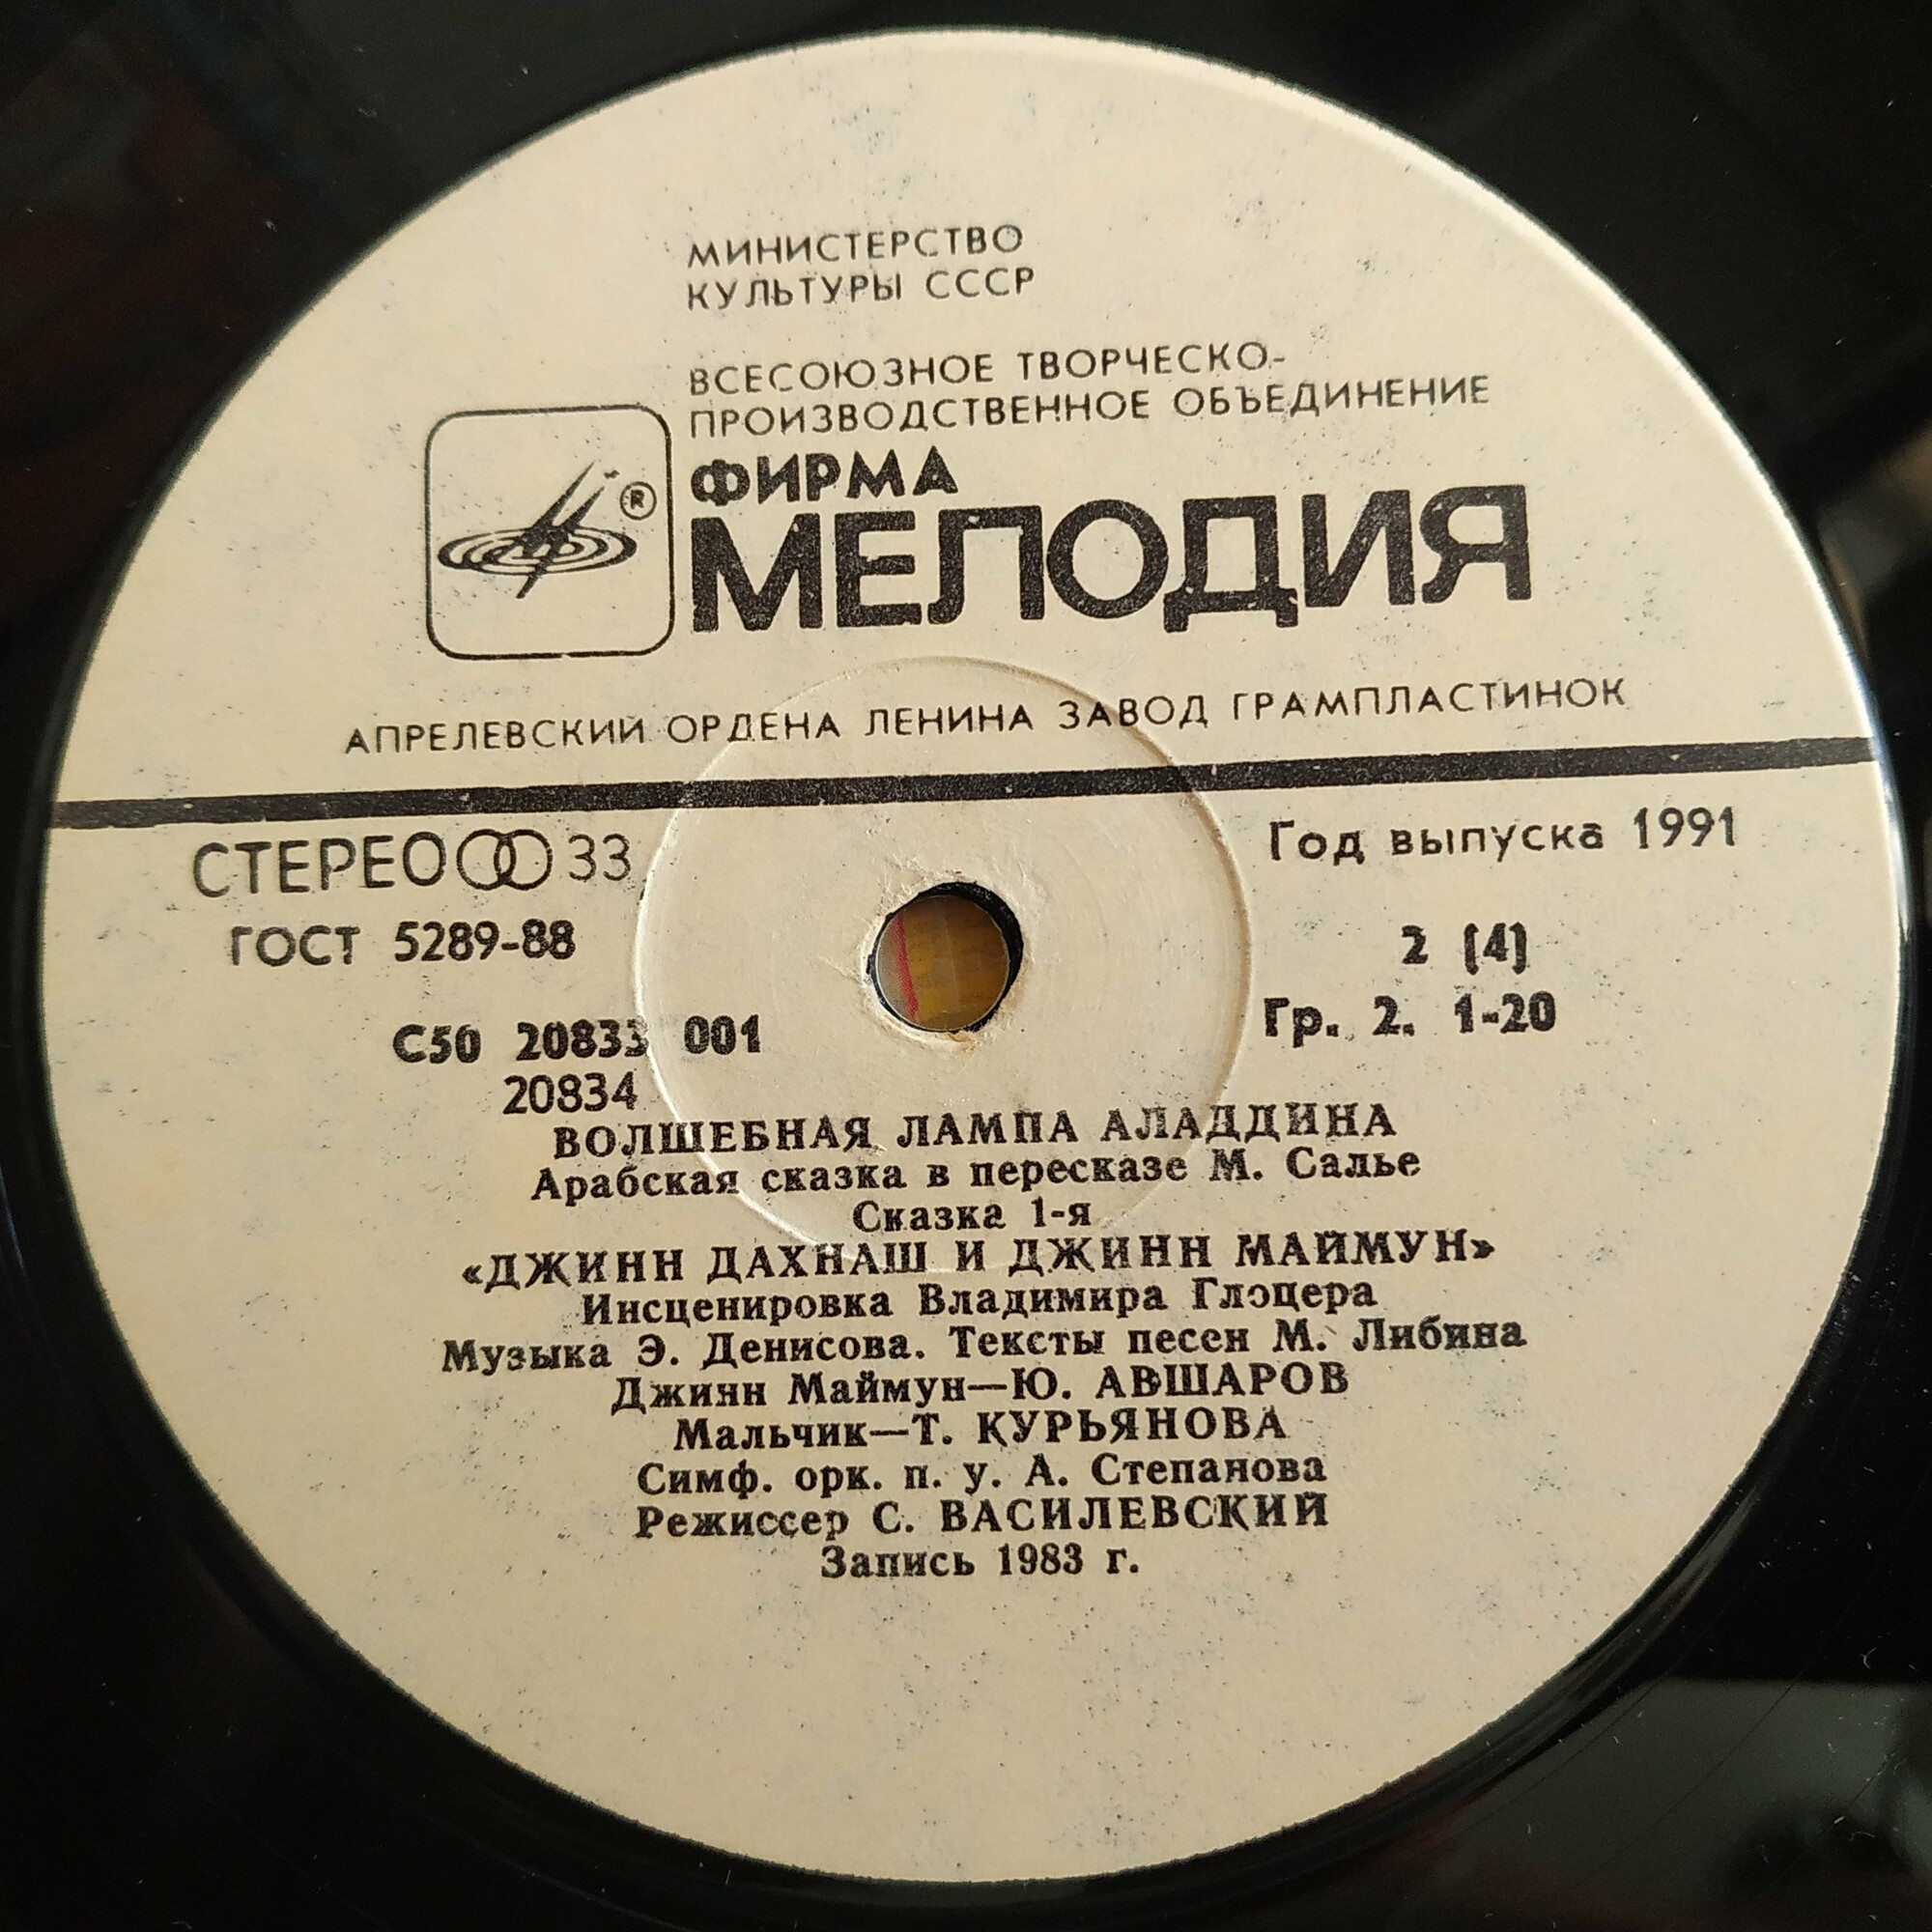 МИНИСТЕРСТВО
КУЛЬТУРЫ СССР
ВСЕСОЮЗНОЕ ТВОРЧЕСКО-
ПРОИЗВОДСТВЕННОЕ ОБЪЕДИНЕНИЕ
®
ФИРМА
МЕЛОДИЯ
АПРЕЛЕВСКИЙ ОРДЕНА ЛЕНИНА ЗАВОД ГРАМПЛАСТИНОК
СТЕРЕО 33 Год выпуска 1991
ГОСТ 5289-88 2 (4)
С50 20833 001 Гр. 2. 1-20
20834
ВОЛШЕБНАЯ ЛАМПА АЛАДДИНА
Арабская сказка в пересказе М. Салье
Сказка 1-я
«ДЖИНН ДАХНАШ И ДЖИНН МАЙМУН»
Инсценировка Владимира Глоцера
Музыка Э. Денисова. Тексты песен М. Либина
Джинн Маймун—Ю. АВШАРОВ
Мальчик—Т. КУРЬЯНОВА
Симф. орк. п. у. А. Степанова
Режиссер С. ВАСИЛЕВСКИЙ
Запись 1983 г.